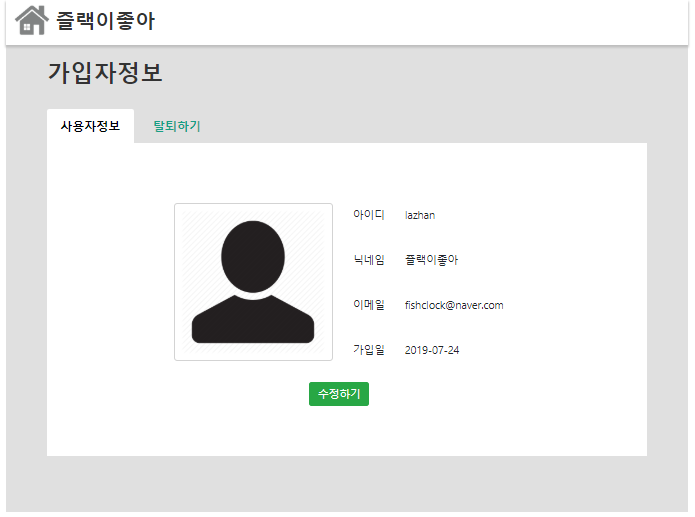 즐랙이좋아
가입자정보
사용자정보 탈퇴하기
아이디 lazhan
닉네임 즐랙이좋아
이메일 fishclock@naver.com
가입일 2019-07-24
수정하기